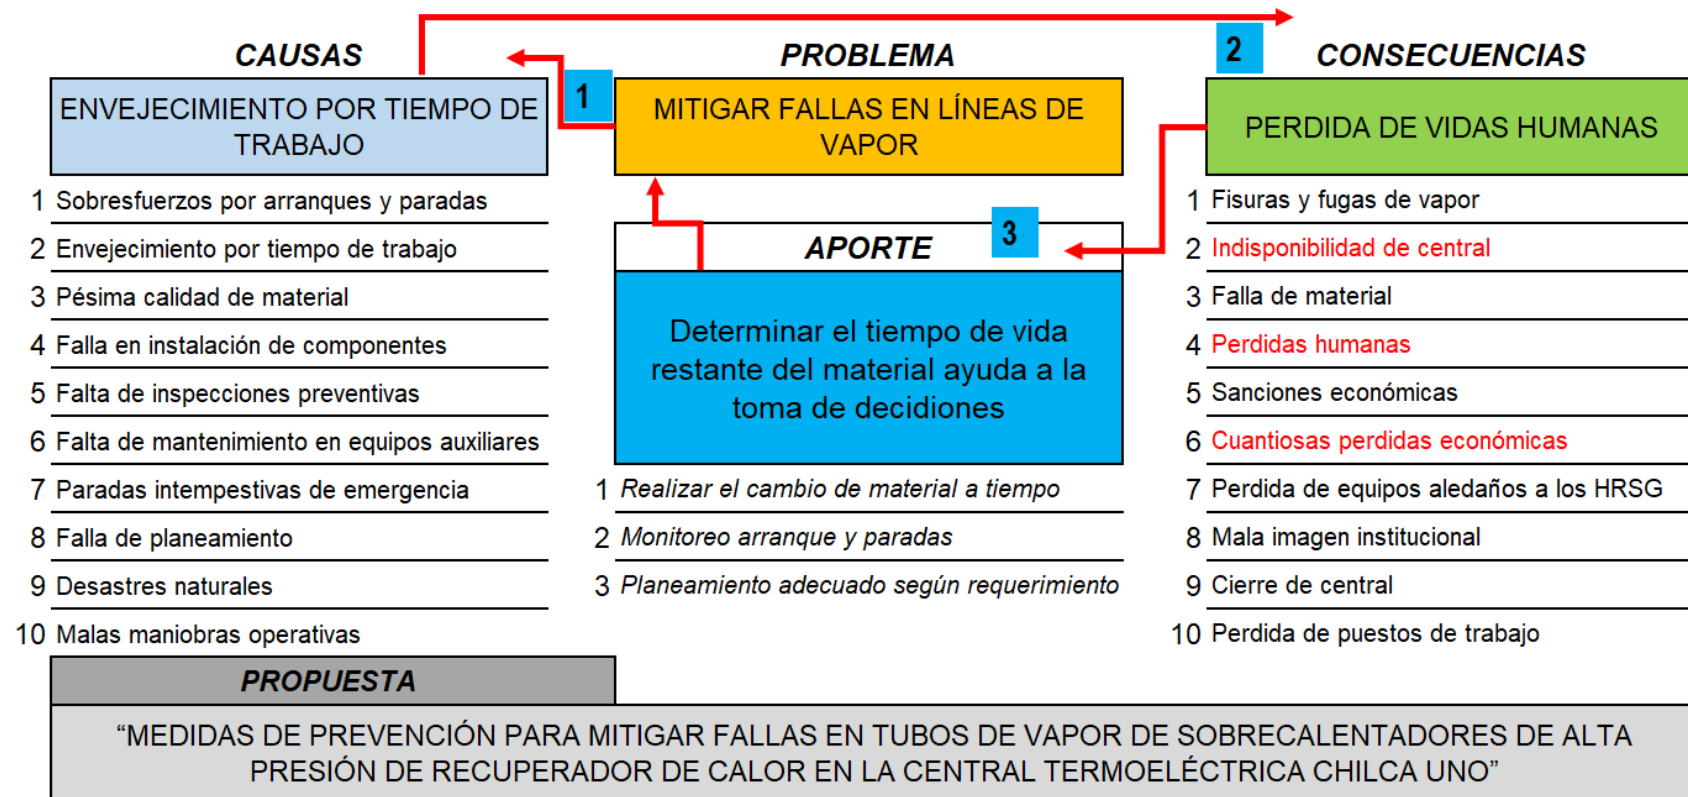 CAUSAS
ENVEJECIMIENTO POR TIEMPO DE
TRABAJO
1 Sobresfuerzos por arranques y paradas
2 Envejecimiento por tiempo de trabajo
3 Pésima calidad de material
4 Falla en instalación de componentes
5 Falta de inspecciones preventivas
6 Falta de mantenimiento en equipos auxiliares
7 Paradas intempestivas de emergencia
8 Falla de planeamiento
9 Desastres naturales
10 Malas maniobras operativas
1
PROBLEMA
MITIGAR FALLAS EN LÍNEAS DE
VAPOR
APORTE
3
Determinar el tiempo de vida
restante del material ayuda a la
toma de decidiones
1 Realizar el cambio de material a tiempo
2 Monitoreo arranque y paradas
3 Planeamiento adecuado según requerimiento
2
CONSECUENCIAS
PERDIDA DE VIDAS HUMANAS
1 Fisuras y fugas de vapor
2 Indisponibilidad de central
3 Falla de material
4 Perdidas humanas
5 Sanciones económicas
6 Cuantiosas perdidas económicas
7 Perdida de equipos aledaños a los HRSG
8 Mala imagen institucional
9 Cierre de central
10 Perdida de puestos de trabajo
PROPUESTA
“MEDIDAS DE PREVENCIÓN PARA MITIGAR FALLAS EN TUBOS DE VAPOR DE SOBRECALENTADORES DE ALTA
PRESIÓN DE RECUPERADOR DE CALOR EN LA CENTRAL TERMOELÉCTRICA CHILCA UNO”